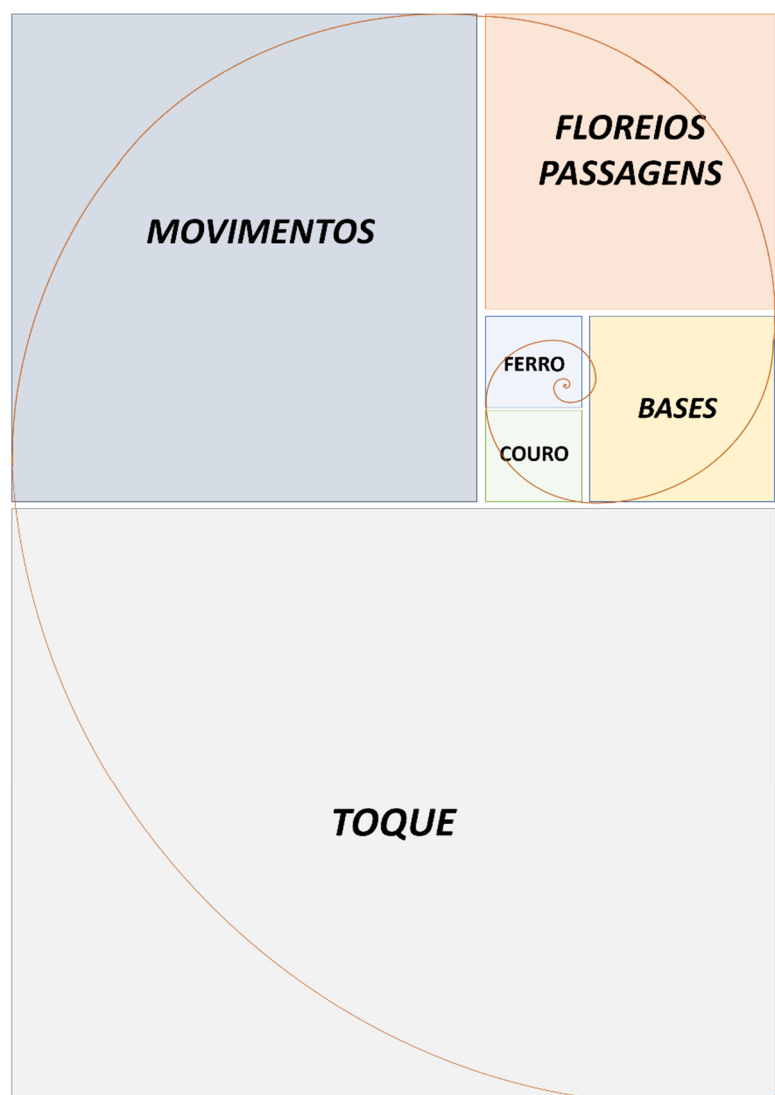 FLOREIOS
PASSAGENS
MOVIMENTOS
FERRO
BASES
COURO
TOQUE